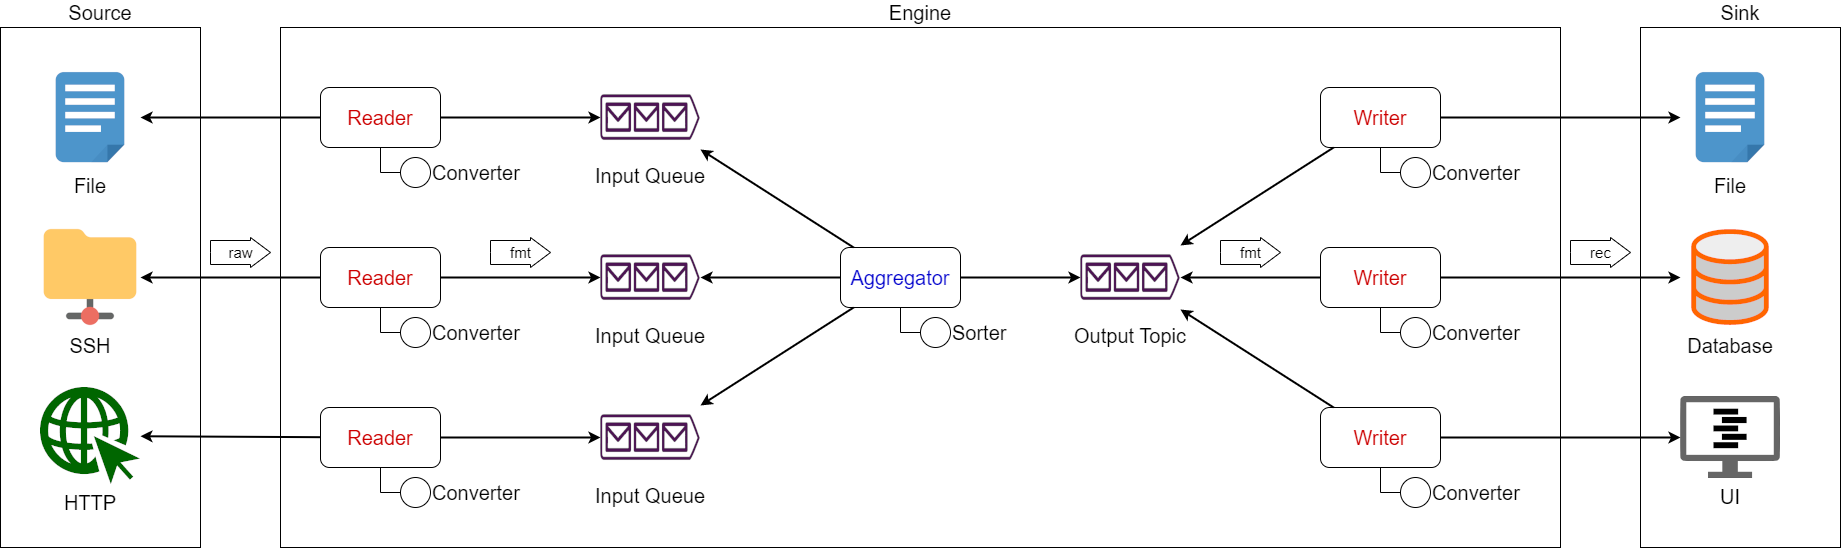 Source
Engine
Sink
File
Reader
Converter
Input Queue
Writer
Converter
File
raw
fmt
fmt
rec
SSH
Reader
Converter
Input Queue
Aggregator
Sorter
Output Topic
Writer
Converter
Database
HTTP
Reader
Converter
Input Queue
Writer
Converter
UI